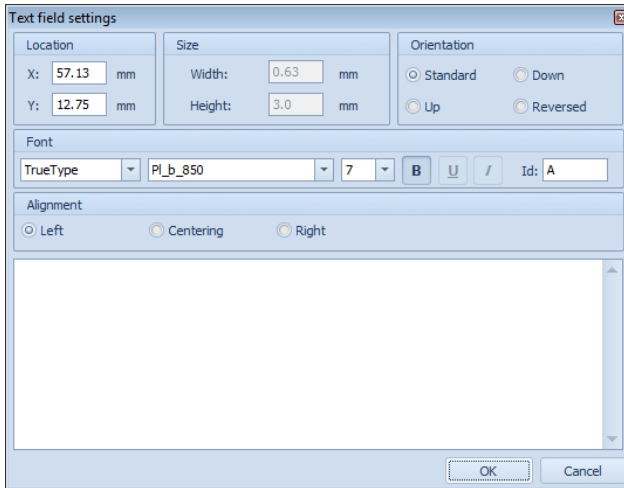 Text field settings
Location
X: 57.13 mm
Y: 12.75 mm
Size
Width: 0.63 mm
Height: 3.0 mm
Orientation
Standard Down
Up Reversed
Font
TrueType Pl_b_850 7 B U I Id: A
Alignment
Left Centering Right
OK Cancel